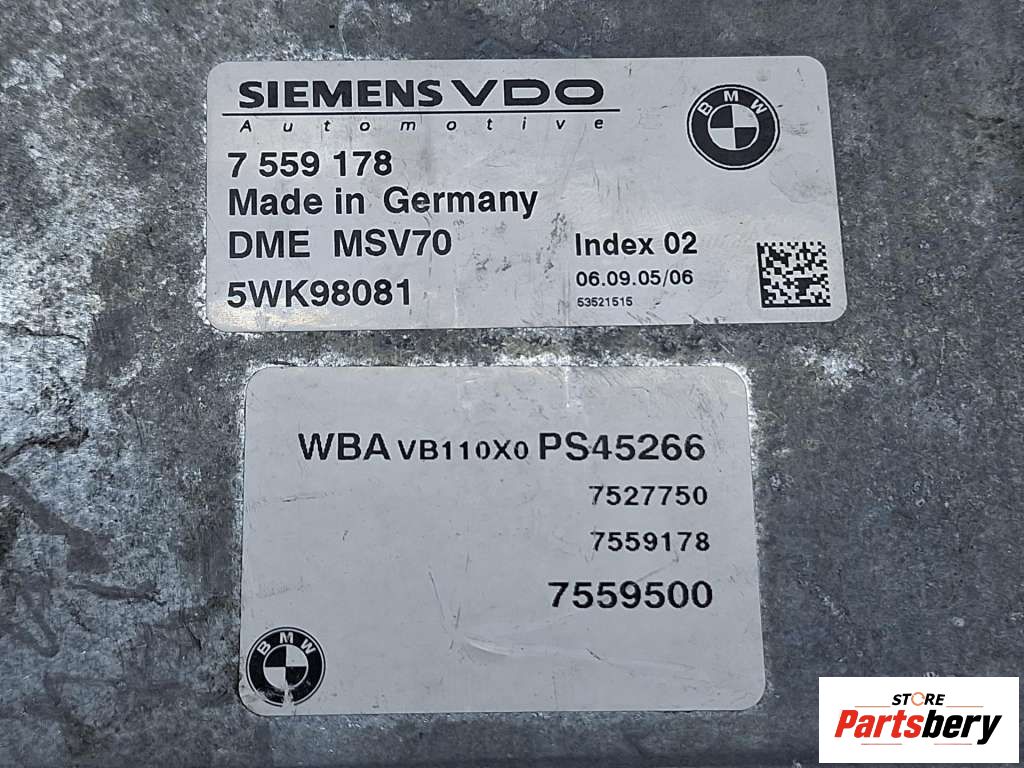 SIEMENS VDO
Automotive
BMW
7 559 178
Made in Germany
DME MSV70
Index 02
5WK98081
06.09.05/06
53521515
WBA VB110X0 PS45266
7527750
7559178
7559500
BMW
STORE
Partsbery